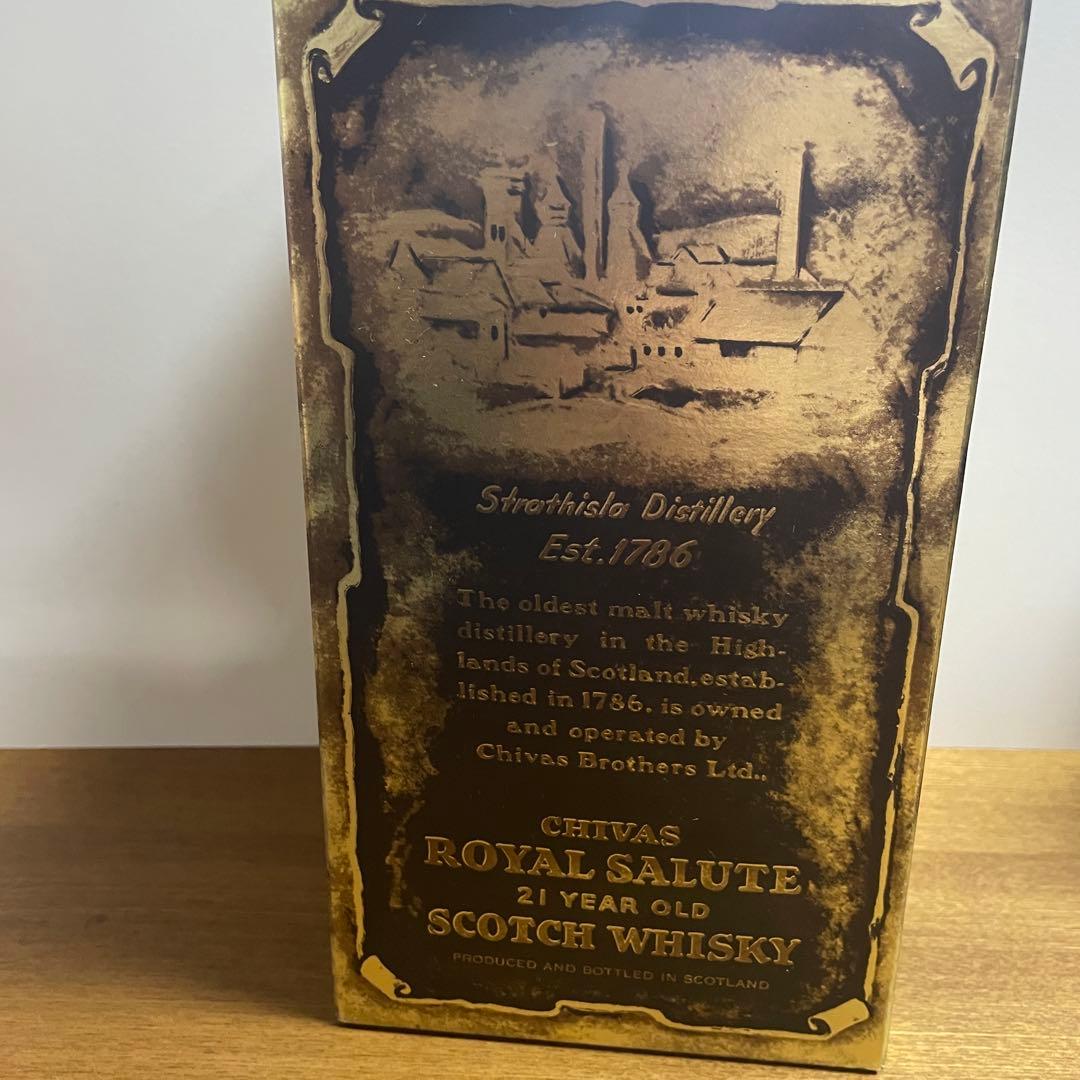 Strathisla Distillery
Est.1786
The oldest malt whisky
distillery in the High-
lands of Scotland, estab-
lished in 1786, is owned
and operated by
Chivas Brothers Ltd.,
CHIVAS
ROYAL SALUTE
21 YEAR OLD
SCOTCH WHISKY
PRODUCED AND BOTTLED IN SCOTLAND